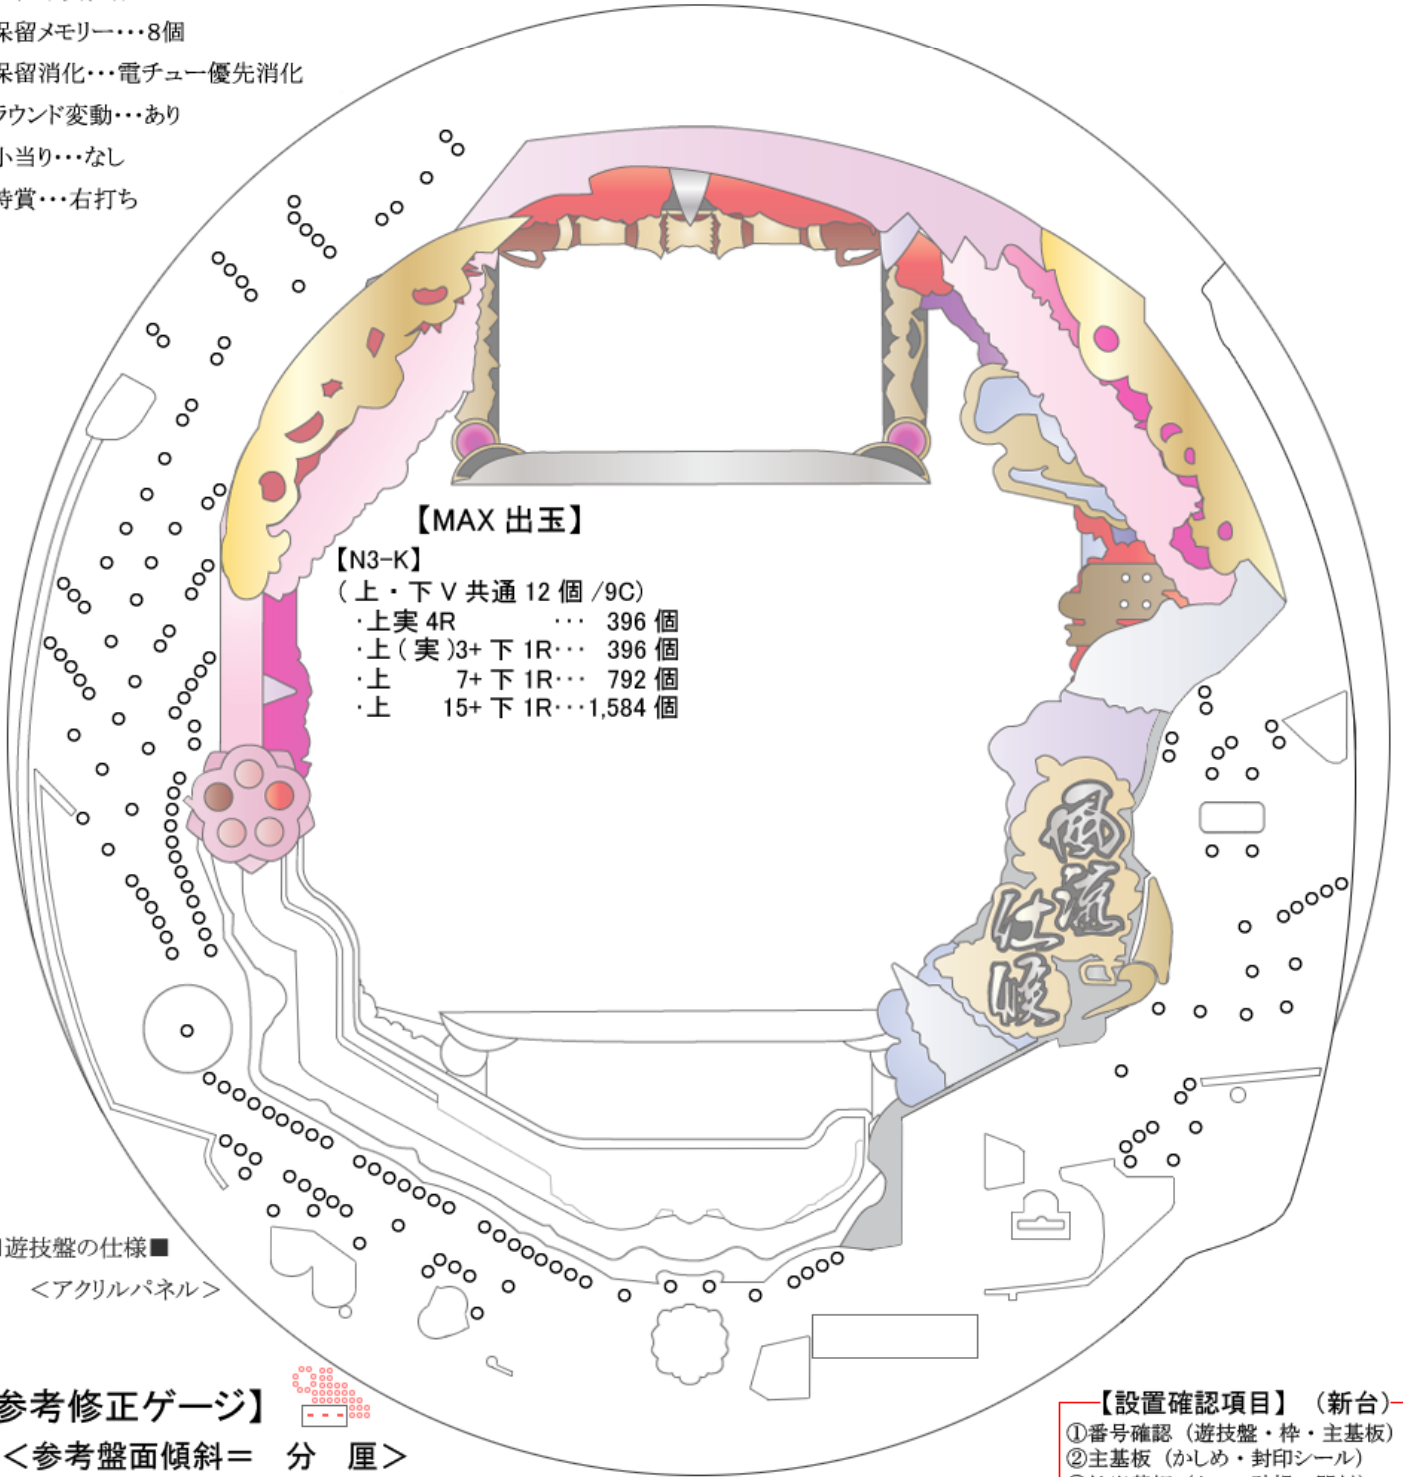 保留メモリー・・・8個
保留消化・・・電チュー優先消化
ラウンド変動・・・あり
小当り・・・なし
特賞・・・右打ち
【MAX 出玉】
【N3-K】
(上・下 V 共通 12 個 /9C)
・上実 4R ・・・ 396 個
・上(実)3+ 下 1R・・・ 396 個
・上 7+ 下 1R・・・ 792 個
・上 15+ 下 1R・・・1,584 個
風流
仕様
遊技盤の仕様■
<アクリルパネル>
参考修正ゲージ】
<参考盤面傾斜= 分 厘>
【設置確認項目】 (新台)
①番号確認 (遊技盤・枠・主基板)
②主基板 (かしめ・封印シール)